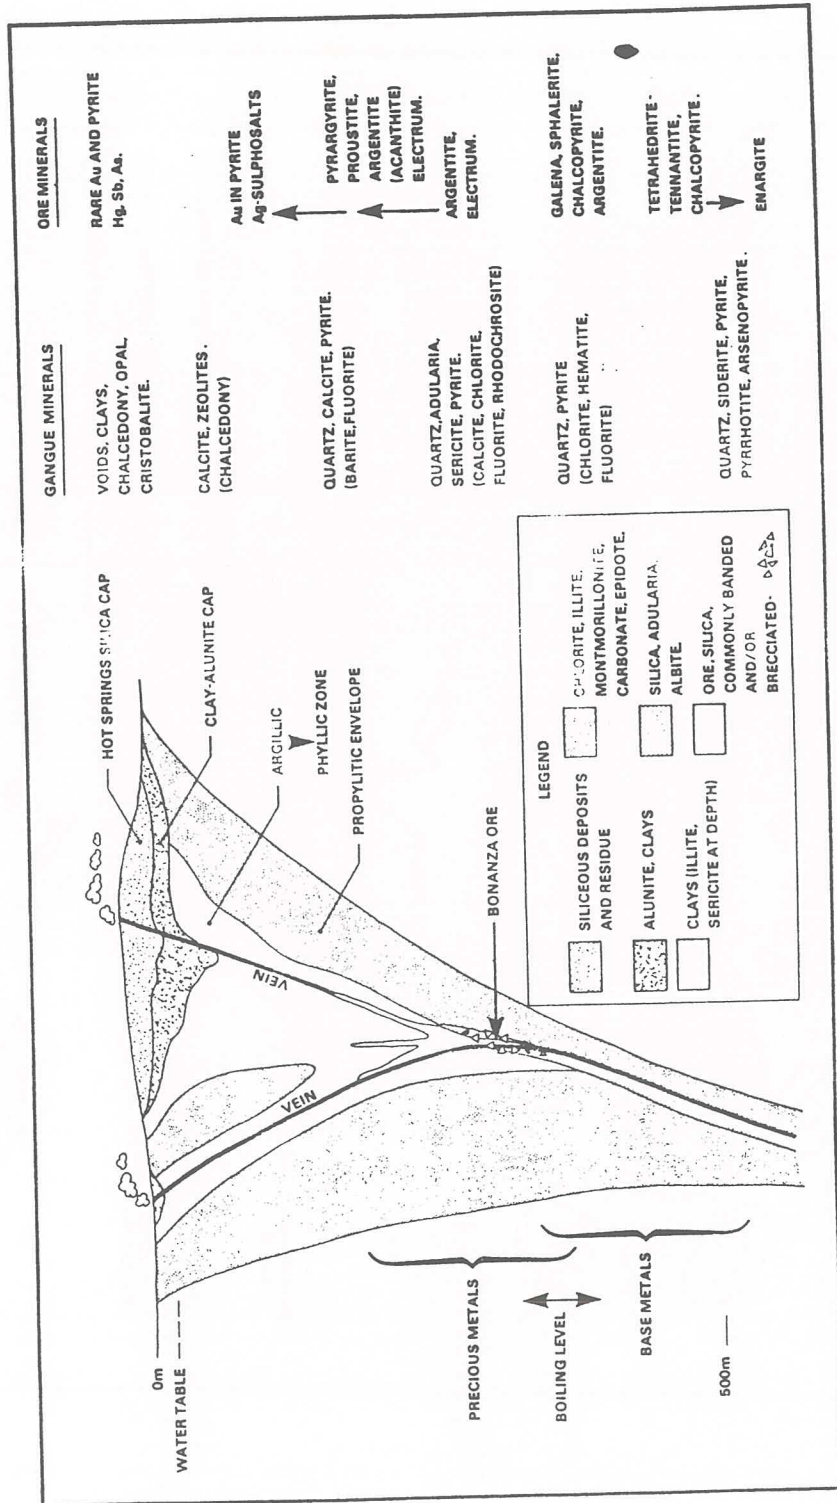 GANGUE MINERALS
ORE MINERALS
VOIDS, CLAYS,
CHALCEDONY, OPAL,
CRISTOBALITE.
RARE Au AND PYRITE
Hg, Sb, As.
CALCITE, ZEOLITES.
(CHALCEDONY)
Au IN PYRITE
Ag-SULPHOSALTS
QUARTZ, CALCITE, PYRITE.
(BARITE, FLUORITE)
PYRARGYRITE,
PROUSTITE,
ARGENTITE
(ACANTHITE)
ELECTRUM.
QUARTZ, ADULARIA,
SERICITE, PYRITE,
(CALCITE, CHLORITE,
FLUORITE, RHODOCHROSITE)
ARGENTITE,
ELECTRUM.
QUARTZ, PYRITE
(CHLORITE, HEMATITE,
FLUORITE)
GALENA, SPHALERITE,
CHALCOPYRITE,
ARGENTITE.
QUARTZ, SIDERITE, PYRITE,
PYRRHOTITE, ARSENOPYRITE.
TETRAHEDRITE-
TENNANTITE,
CHALCOPYRITE.
ENARGITE
HOT SPRINGS SILICA CAP
CLAY-ALUNITE CAP
ARGILLIC
PHYLLIC ZONE
PROPYLITIC ENVELOPE
BONANZA ORE
VEIN
VEIN
0m
WATER TABLE
PRECIOUS METALS
BOILING LEVEL
BASE METALS
500m
LEGEND
SILICEOUS DEPOSITS
AND RESIDUE
ALUNITE, CLAYS
CLAYS (ILLITE,
SERICITE AT DEPTH)
CHLORITE, ILLITE,
MONTMORILLONITE,
CARBONATE, EPIDOTE.
SILICA, ADULARIA,
ALBITE.
ORE, SILICA,
COMMONLY BANDED
AND/OR
BRECCIATED-